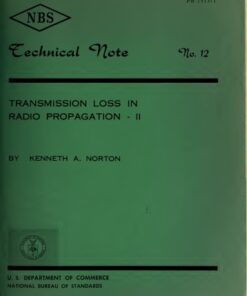 NBS
Technical Note
No. 12
TRANSMISSION LOSS IN
RADIO PROPAGATION - II
BY KENNETH A. NORTON
U. S. DEPARTMENT OF COMMERCE
NATIONAL BUREAU OF STANDARDS